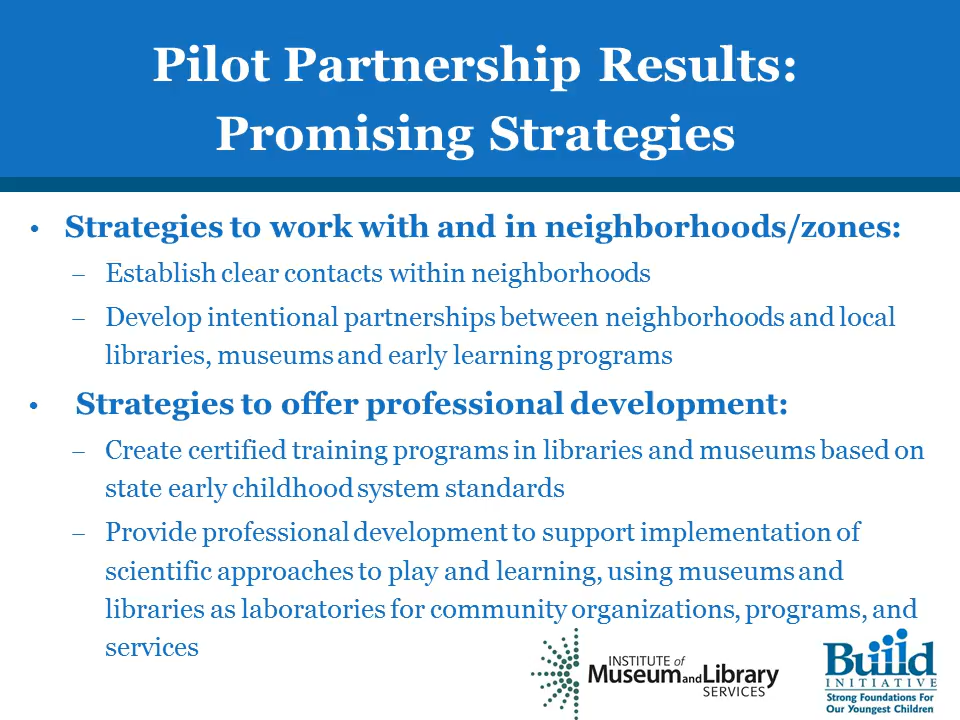 Pilot Partnership Results:
Promising Strategies
• Strategies to work with and in neighborhoods/zones:
– Establish clear contacts within neighborhoods
– Develop intentional partnerships between neighborhoods and local
libraries, museums and early learning programs
• Strategies to offer professional development:
– Create certified training programs in libraries and museums based on
state early childhood system standards
– Provide professional development to support implementation of
scientific approaches to play and learning, using museums and
libraries as laboratories for community organizations, programs, and
services
INSTITUTE of
Museum and Library
SERVICES
Build
INITIATIVE
Strong Foundations For
Our Youngest Children